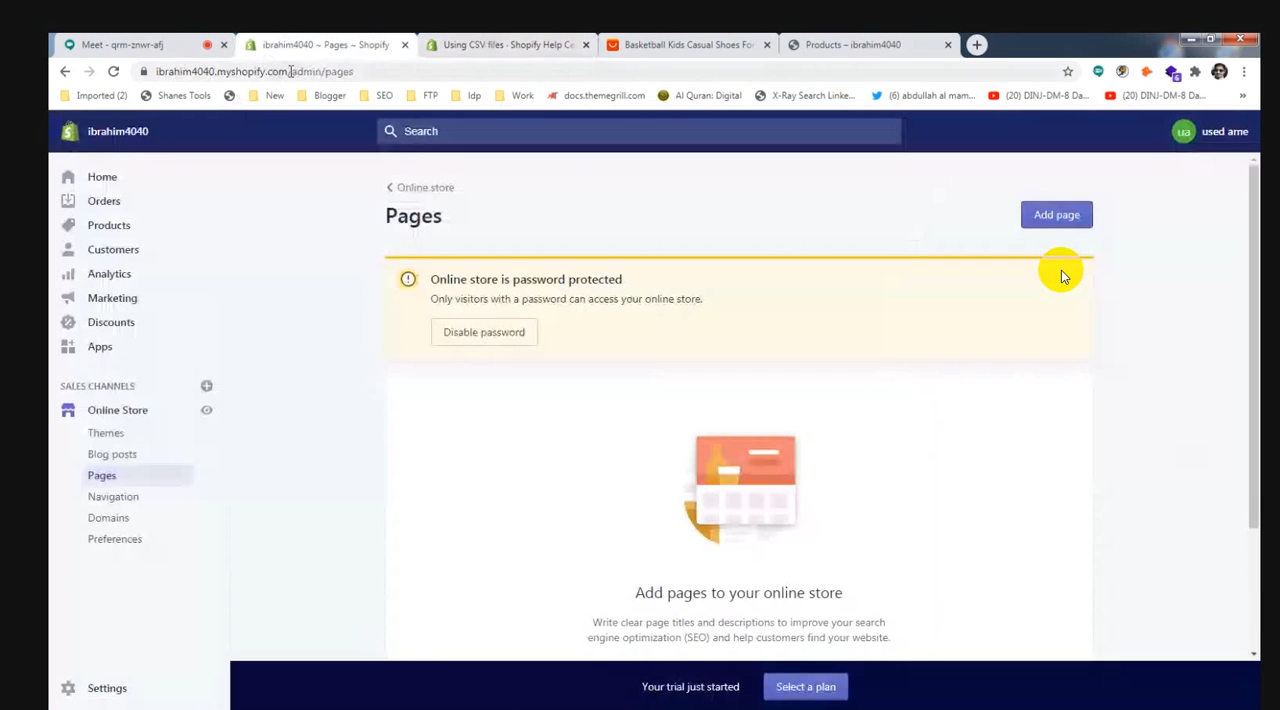 Meet - qrm-znwr-afj
ibrahim4040 ~ Pages ~ Shopify
Using CSV files · Shopify Help Ce
Basketball Kids Casual Shoes For
Products – ibrahim4040
ibrahim4040.myshopify.com/admin/pages
Imported (2)
Shanes Tools
New
Blogger
SEO
FTP
Idp
Work
docs.themegrill.com
Al Quran: Digital
X-Ray Search Linke...
(6) abdullah al mam...
(20) DINJ-DM-8 Da...
(20) DINJ-DM-8 Da...
6
ibrahim4040
Search
ua
used ame
Home
Orders
Products
Customers
Analytics
Marketing
Discounts
Apps
SALES CHANNELS
Online Store
Themes
Blog posts
Pages
Navigation
Domains
Preferences
Settings
Online store
Pages
Add page
Online store is password protected
Only visitors with a password can access your online store.
Disable password
Add pages to your online store
Write clear page titles and descriptions to improve your search
engine optimization (SEO) and help customers find your website.
Your trial just started
Select a plan